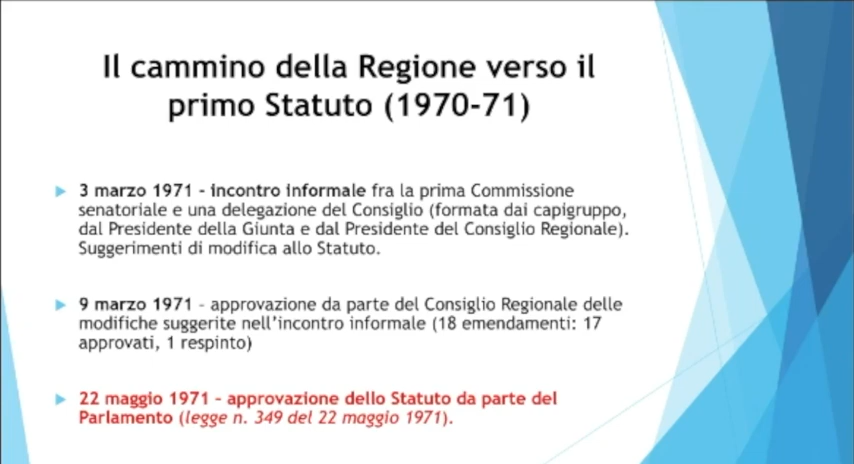 Il cammino della Regione verso il
primo Statuto (1970-71)
3 marzo 1971 - incontro informale fra la prima Commissione
senatoriale e una delegazione del Consiglio (formata dai capigruppo,
dal Presidente della Giunta e dal Presidente del Consiglio Regionale).
Suggerimenti di modifica allo Statuto.
9 marzo 1971 – approvazione da parte del Consiglio Regionale delle
modifiche suggerite nell'incontro informale (18 emendamenti: 17
approvati, 1 respinto)
22 maggio 1971 – approvazione dello Statuto da parte del
Parlamento (legge n. 349 del 22 maggio 1971).